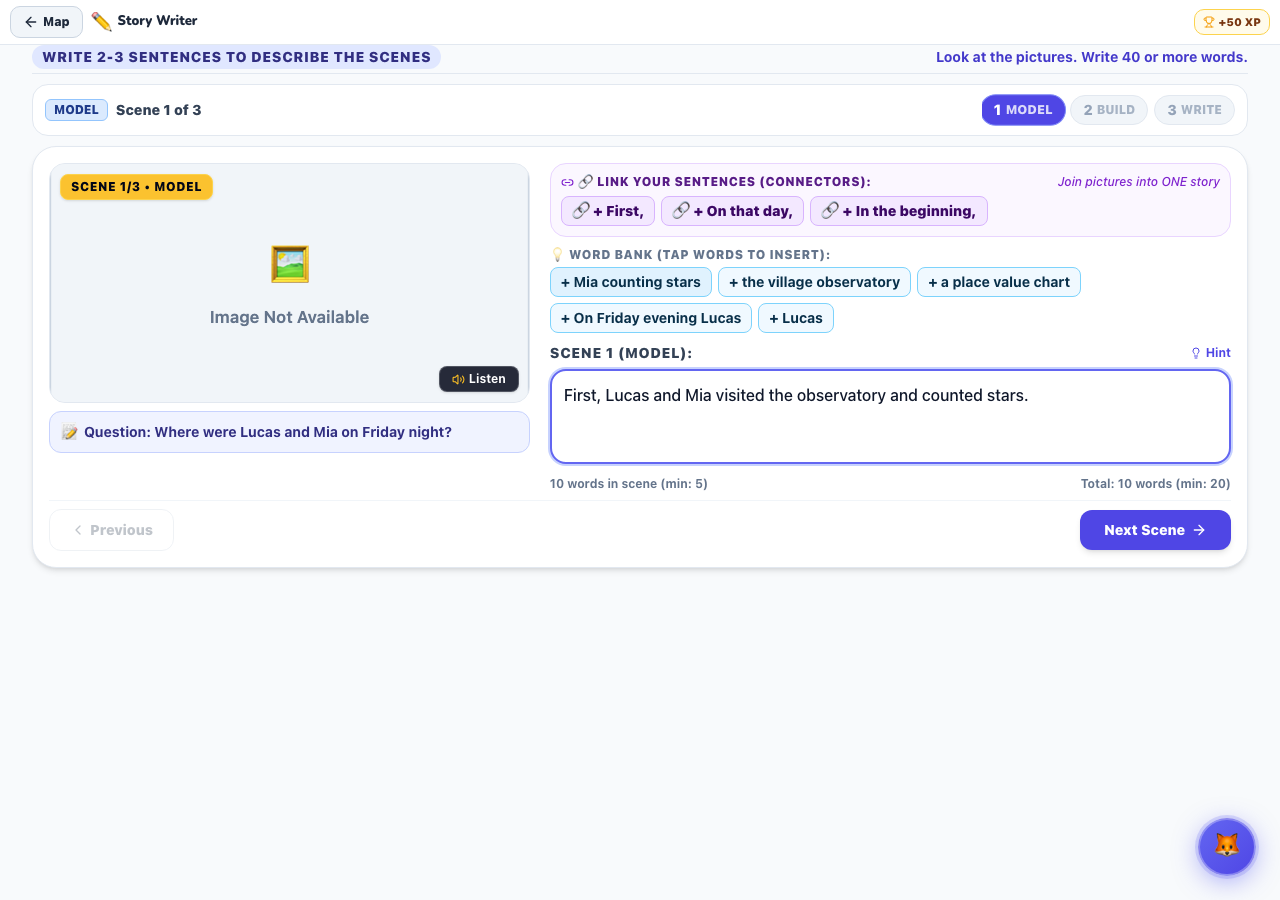 ← Map ✏️ Story Writer
+50 XP
WRITE 2-3 SENTENCES TO DESCRIBE THE SCENES
Look at the pictures. Write 40 or more words.
MODEL Scene 1 of 3
1 MODEL 2 BUILD 3 WRITE
SCENE 1/3 • MODEL
Image Not Available
Listen
Question: Where were Lucas and Mia on Friday night?
LINK YOUR SENTENCES (CONNECTORS):
Join pictures into ONE story
+ First, + On that day, + In the beginning,
WORD BANK (TAP WORDS TO INSERT):
+ Mia counting stars + the village observatory + a place value chart
+ On Friday evening Lucas + Lucas
SCENE 1 (MODEL):
Hint
First, Lucas and Mia visited the observatory and counted stars.
10 words in scene (min: 5)
Total: 10 words (min: 20)
Previous
Next Scene →